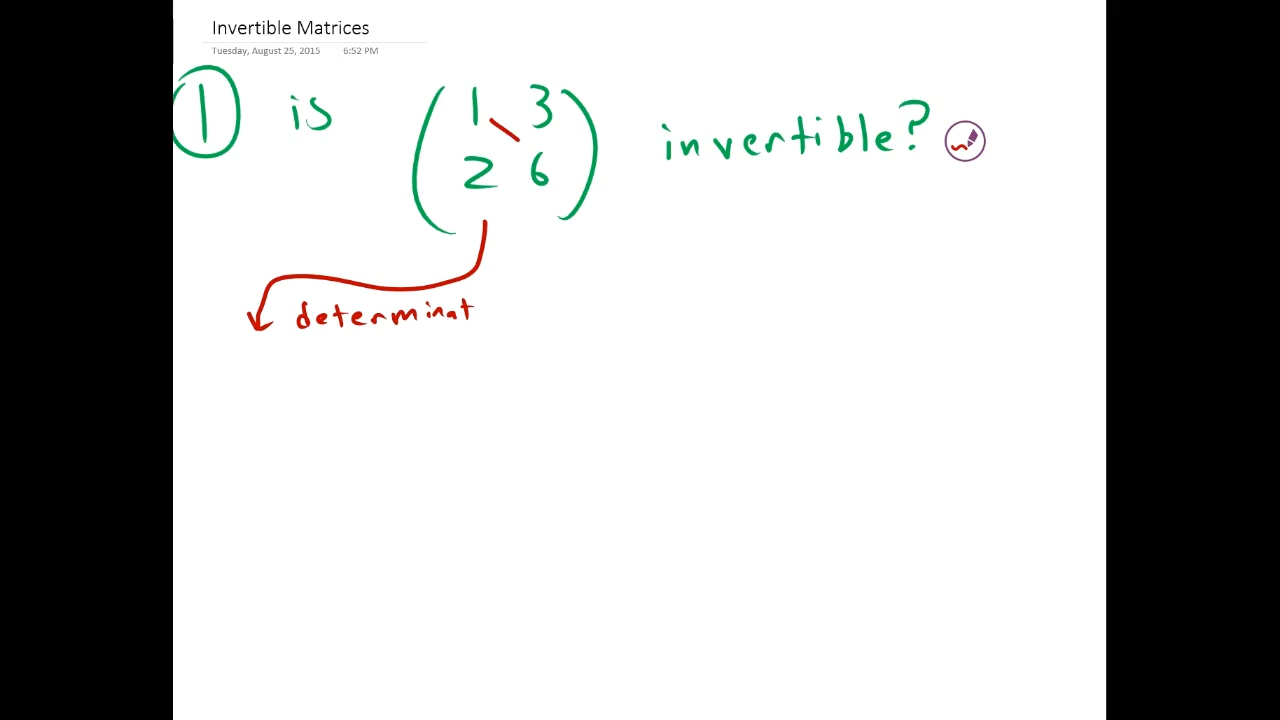 Invertible Matrices
Tuesday, August 25, 2015 6:52 PM
1 is ( 1 3 invertible?
2 6 )
determinat